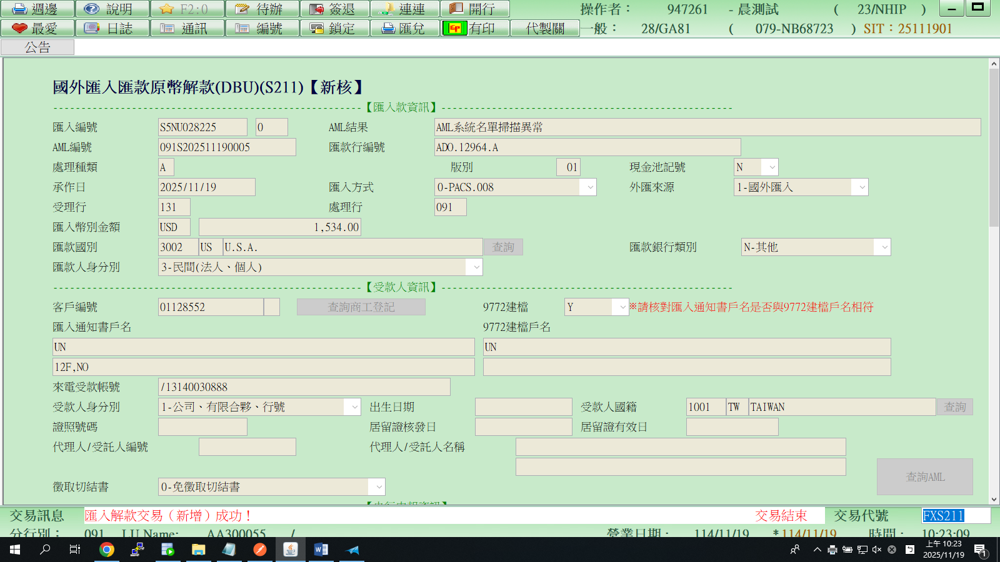 週邊 說明 F2:0 待辦 簽退 連連 開行 操作者： 947261 - 晨測試 ( 23/NHIP )
最愛 日誌 通訊 編號 鎖定 匯兌 有印 代製關 一般： 28/GA81 ( 079-NB68723 ) SIT：25111901
公告
國外匯入匯款原幣解款(DBU)(S211)【新核】
【匯入款資訊】
匯入編號 S5NU028225 0 AML結果 AML系統名單掃描異常
AML編號 091S202511190005 匯款行編號 ADO.12964.A
處理種類 A 版別 01 現金池記號 N
承作日 2025/11/19 匯入方式 0-PACS.008 外匯來源 1-國外匯入
受理行 131 處理行 091
匯入幣別金額 USD 1,534.00
匯款國別 3002 US U.S.A. 查詢 匯款銀行類別 N-其他
匯款人身分別 3-民間(法人、個人)
【受款人資訊】
客戶編號 01128552 查詢商工登記 9772建檔 Y ※請核對匯入通知書戶名是否與9772建檔戶名相符
匯入通知書戶名 9772建檔戶名
UN UN
12F,NO
來電受款帳號 /13140030888
受款人身分別 1-公司、有限合夥、行號 出生日期 受款人國籍 1001 TW TAIWAN 查詢
證照號碼 居留證核發日 居留證有效日
代理人/受託人編號 代理人/受託人名稱
查詢AML
徵取切結書 0-免徵取切結書
交易訊息 匯入解款交易（新增）成功！ 交易結束 交易代號 FXS211
分行別： 091 LU Name: AA300055 / 營業日期： 114/11/19 *114/11/19 時間： 10:23:09
上午 10:23
2025/11/19
1